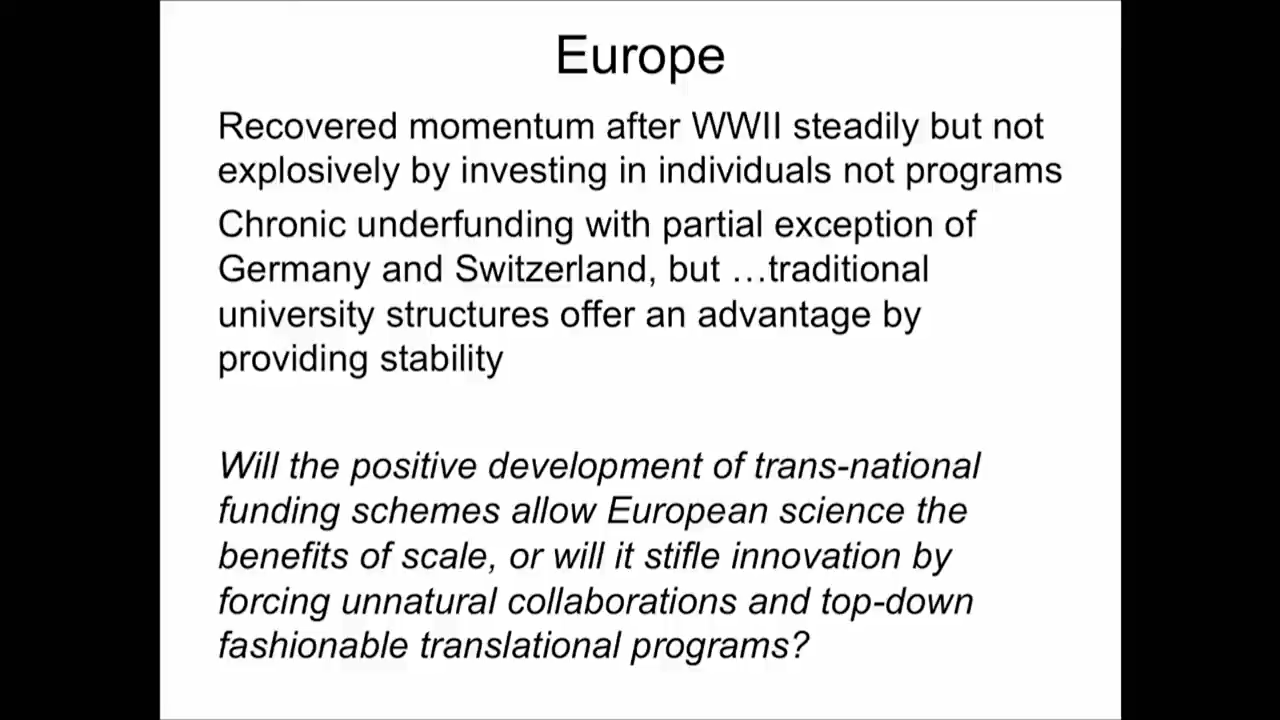 Europe
Recovered momentum after WWII steadily but not
explosively by investing in individuals not programs
Chronic underfunding with partial exception of
Germany and Switzerland, but …traditional
university structures offer an advantage by
providing stability
Will the positive development of trans-national
funding schemes allow European science the
benefits of scale, or will it stifle innovation by
forcing unnatural collaborations and top-down
fashionable translational programs?